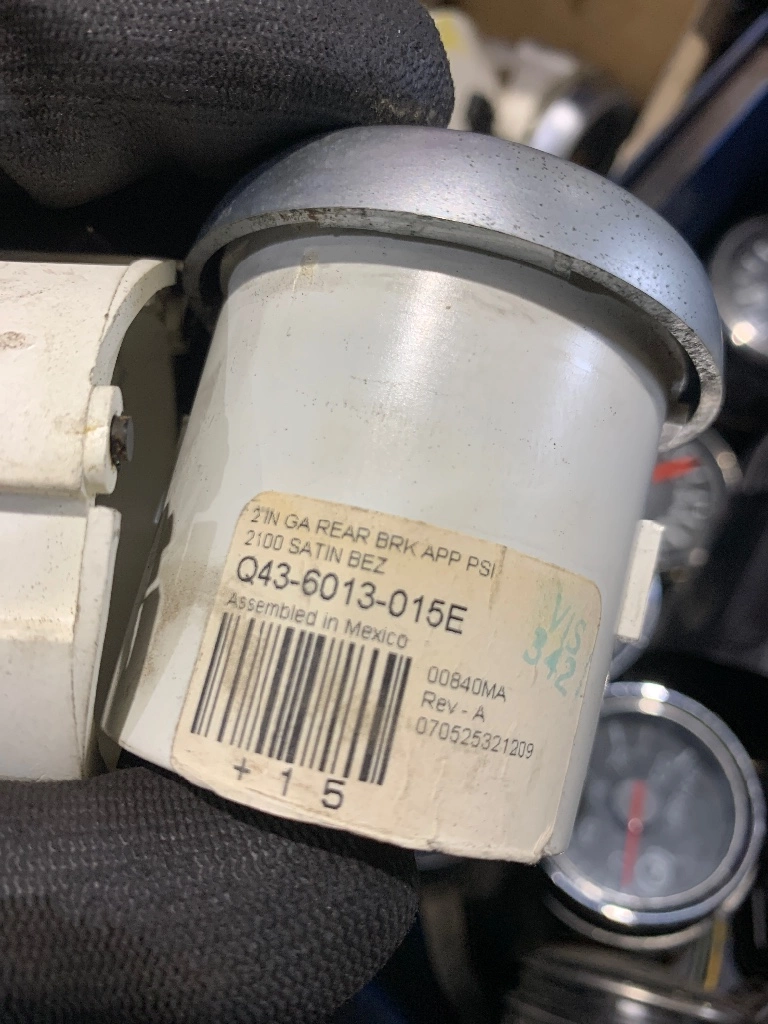 2 IN GA REAR BRK APP PSI
2100 SATIN BEZ
Q43-6013-015E
Assembled in Mexico
00840MA
Rev - A
070525321209
+ 1 5
VIS
342